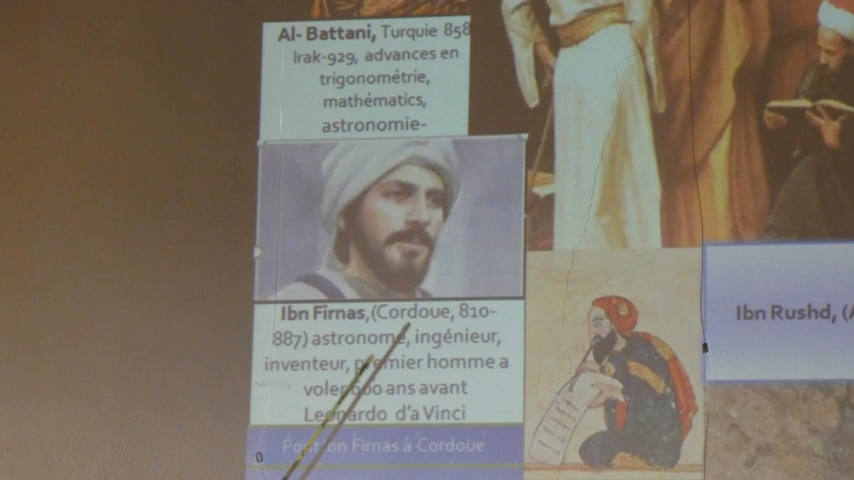 Al- Battani, Turquie 858
Irak-929, advances en
trigonométrie,
mathématics,
astronomie-
Ibn Firnas,(Cordoue, 810-
887) astronome, ingénieur,
inventeur, premier homme a
voler 600 ans avant
Leonardo d'a Vinci
Pont Ibn Firnas à Cordoue
Ibn Rushd, (